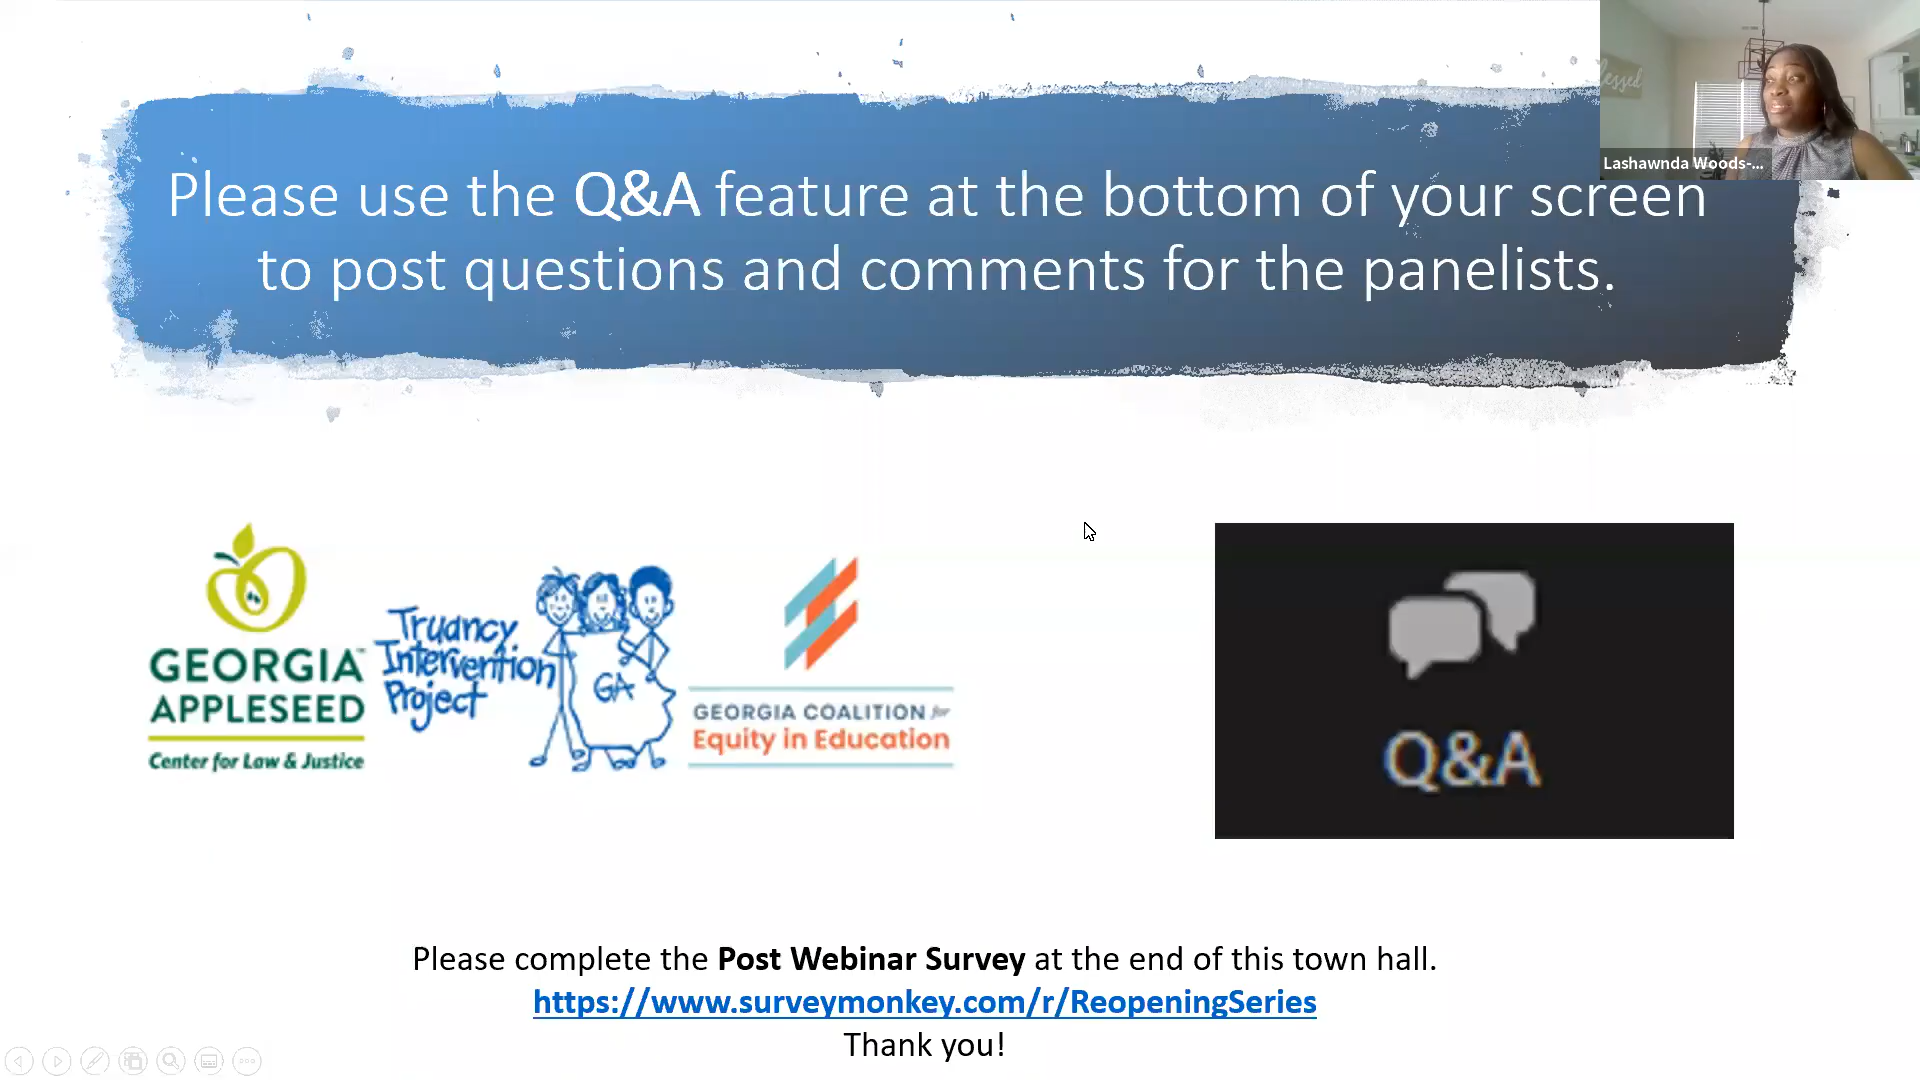 Please use the Q&A feature at the bottom of your screen
to post questions and comments for the panelists.
blessed
Lashawnda Woods-...
GEORGIA™
APPLESEED
Center for Law & Justice
Truancy
Intervention
Project
GA
GEORGIA COALITION for
Equity in Education
Q&A
Please complete the Post Webinar Survey at the end of this town hall.
https://www.surveymonkey.com/r/ReopeningSeries
Thank you!